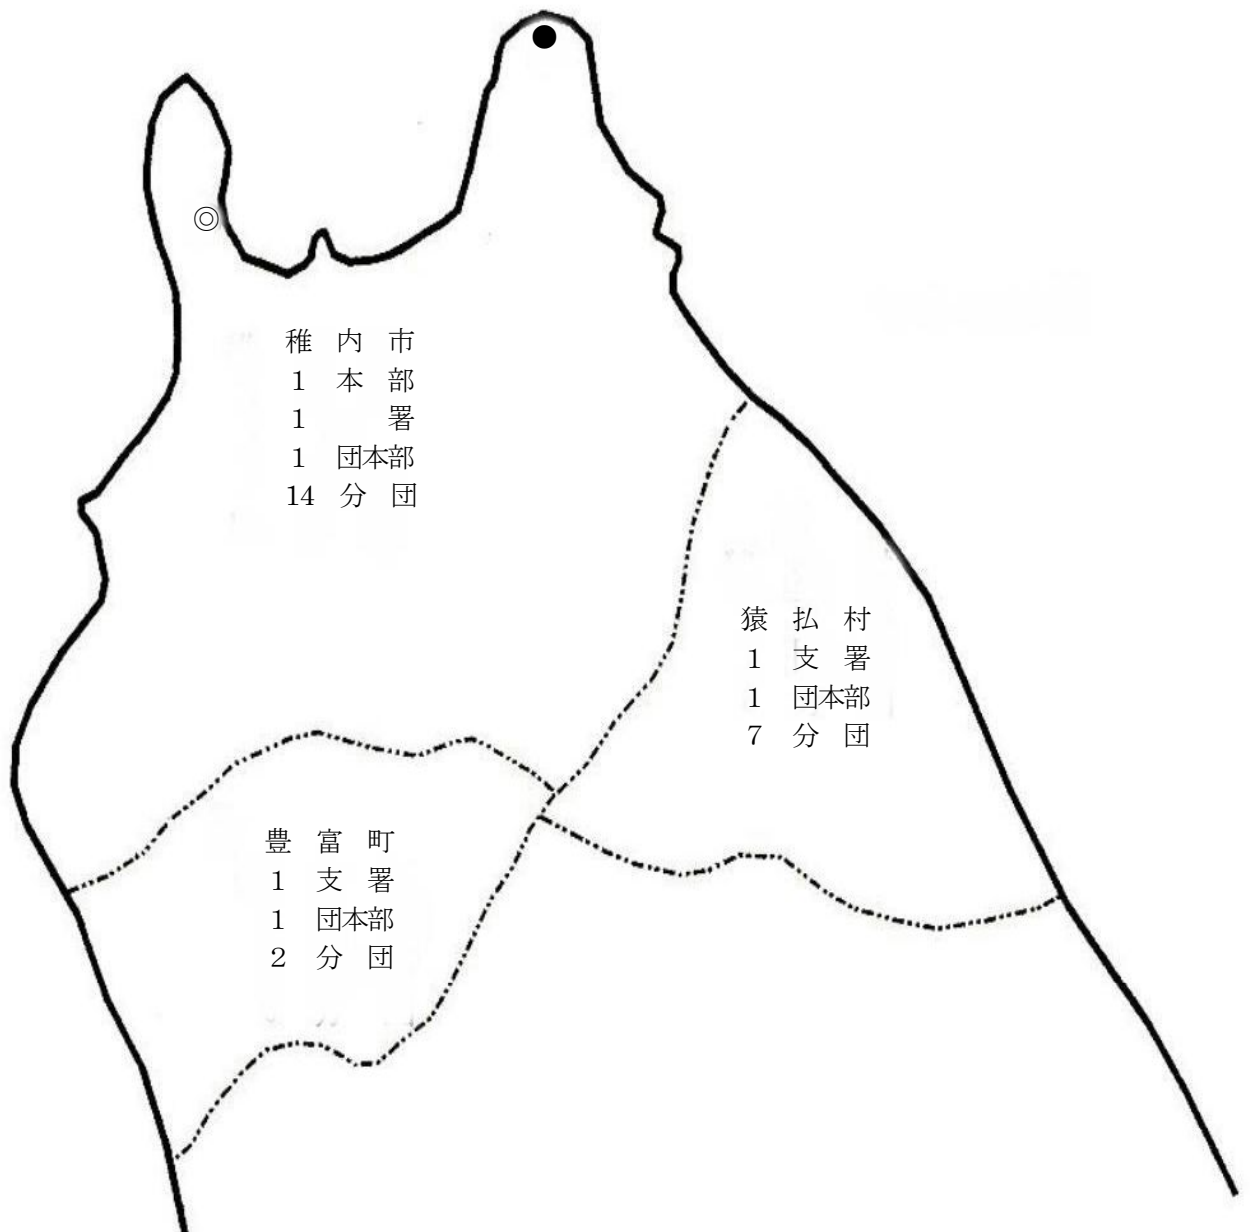 稚内市
1 本部
1 署
1 団本部
14 分団
猿払村
1 支署
1 団本部
7 分団
豊富町
1 支署
1 団本部
2 分団